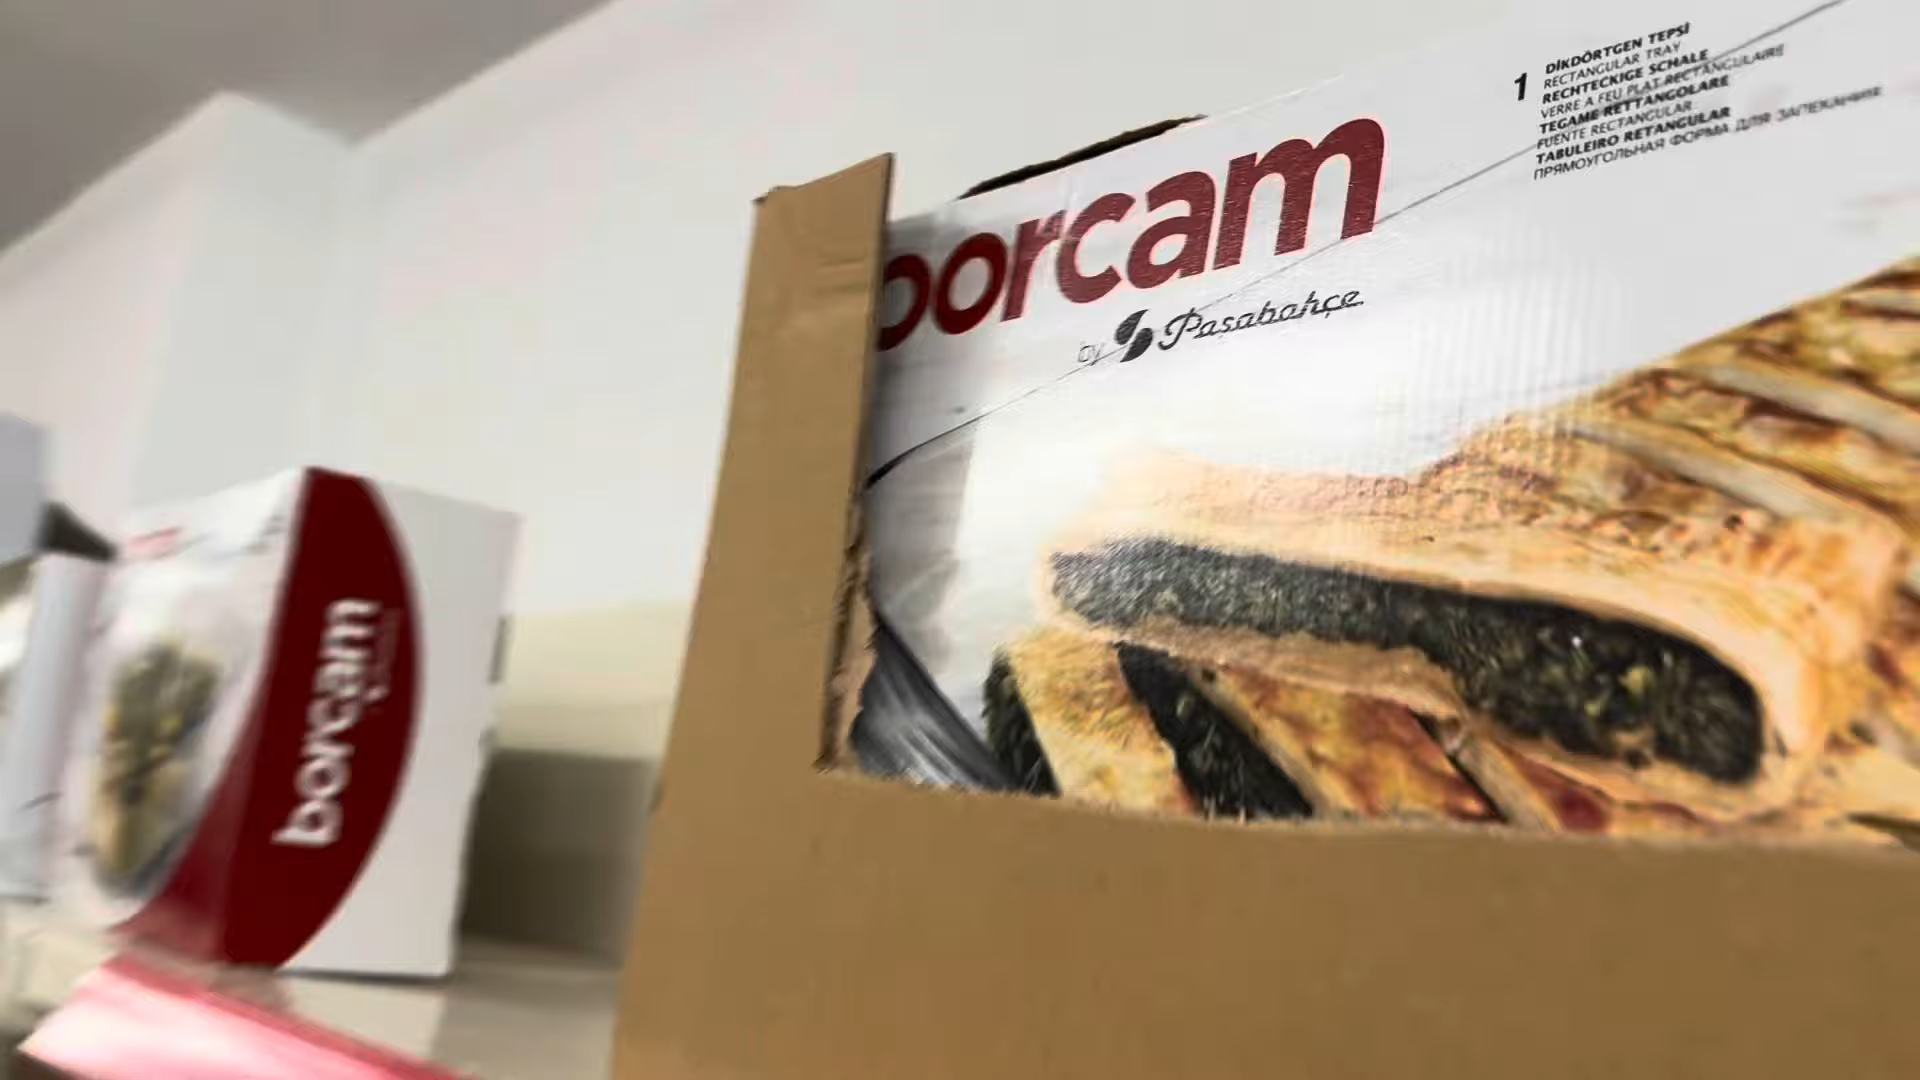 1
DİKDÖRTGEN TEPSİ
RECTANGULAR TRAY
RECHTECKIGE SCHALE
VERRE A FEU PLAT RECTANGULAIRE
TEGAME RETTANGOLARE
FUENTE RECTANGULAR
TABULEIRO RETANGULAR
ПРЯМОУГОЛЬНАЯ ФОРМА ДЛЯ ЗАПЕКАНИЯ
borcam
by Paşabahçe
borçam